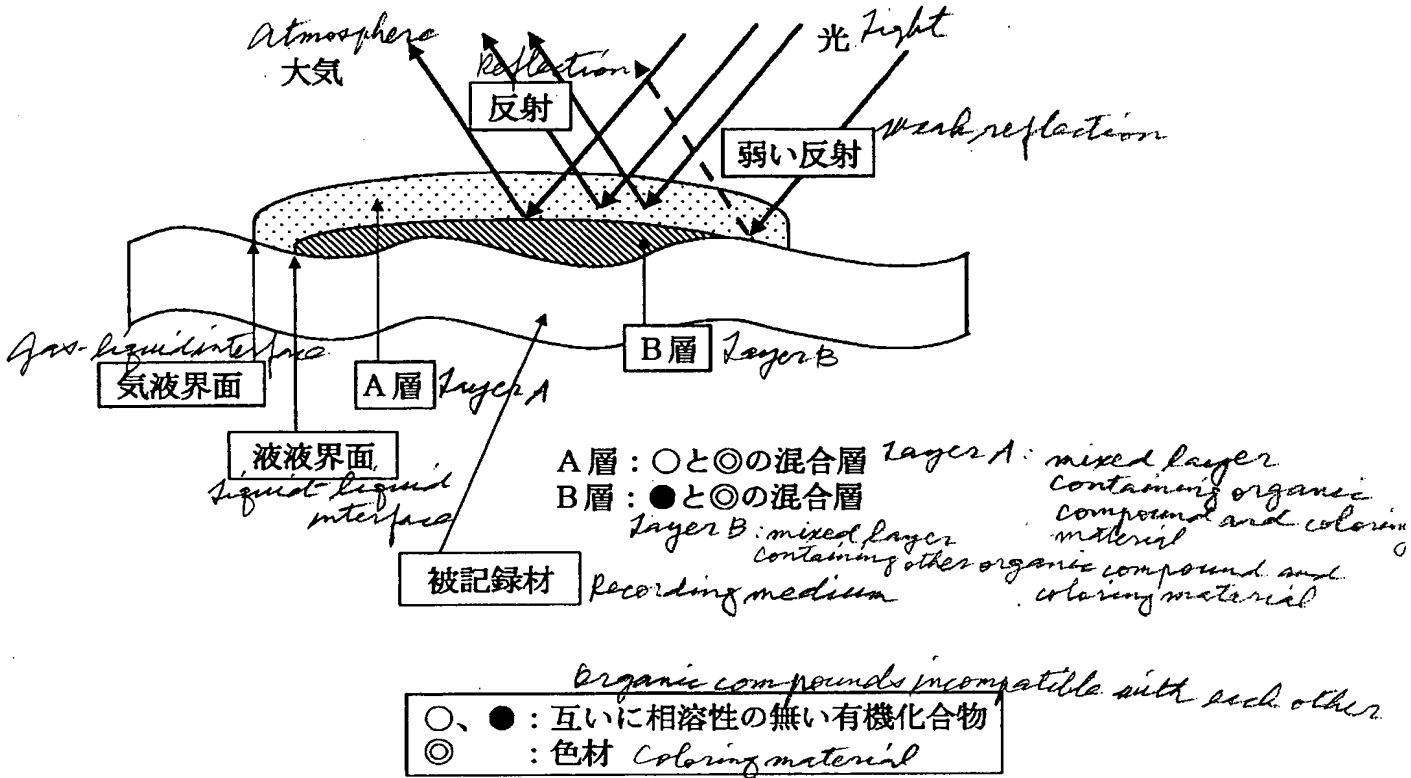 Atmosphere
大気
Reflection
反射
光 Light
弱い反射
weak reflection
Gas-liquid interface
気液界面
A層 Layer A
B層 Layer B
液液界面
Liquid-liquid
interface
A層：○と◎の混合層 Layer A: mixed layer
containing organic
compound and coloring
material
B層：●と◎の混合層
Layer B: mixed layer
containing other organic compound and
coloring material
被記録材 Recording medium
Organic compounds incompatible with each other
○、●：互いに相溶性の無い有機化合物
◎　：色材 Coloring material